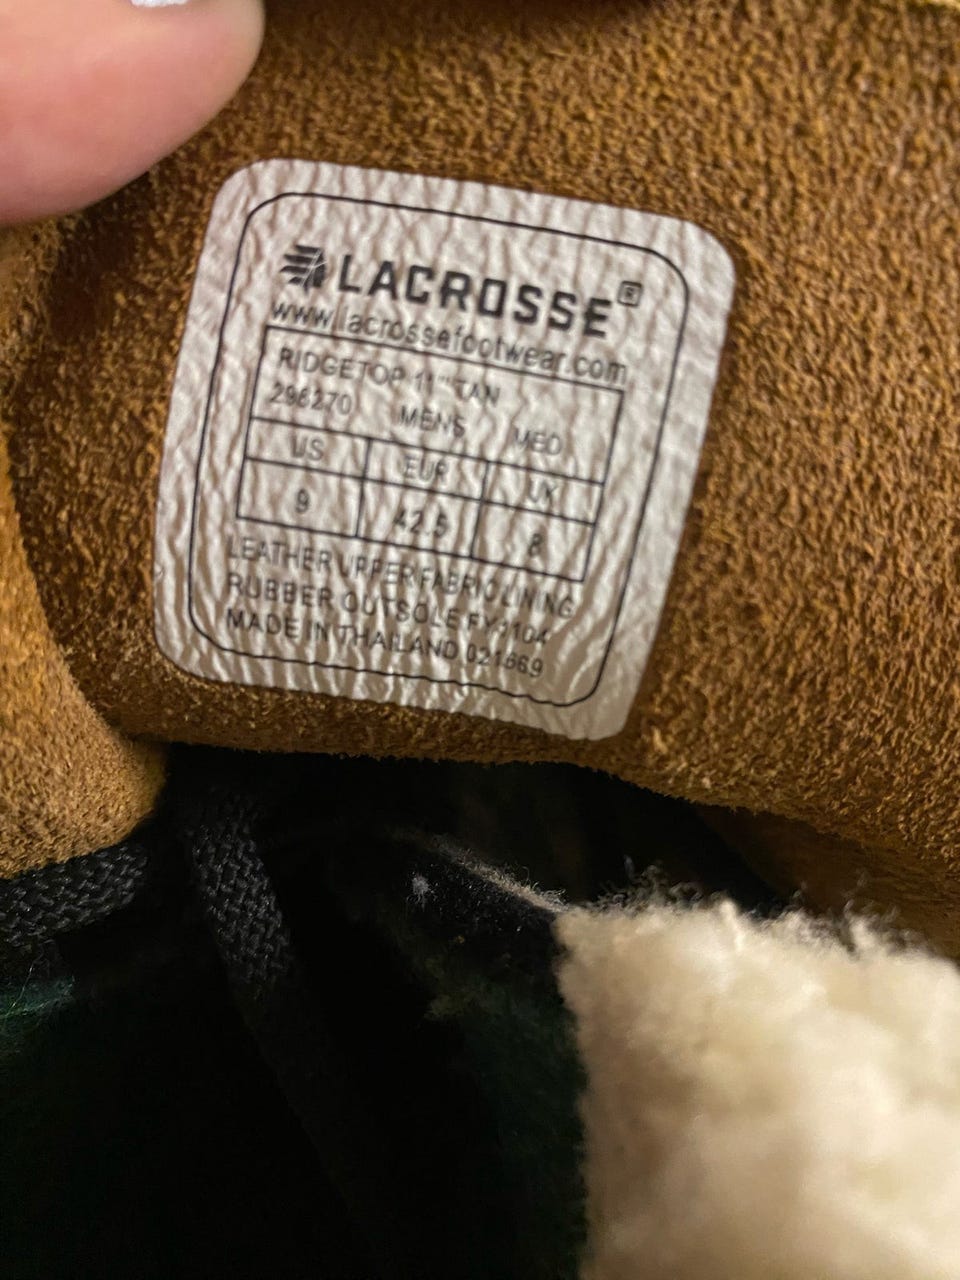 LACROSSE®
www.lacrossefootwear.com
RIDGETOP 11" TAN
296270 MENS MED
US EUR UK
9 42.5 8
LEATHER UPPER FABRIC LINING
RUBBER OUTSOLE
MADE IN THAILAND 021669